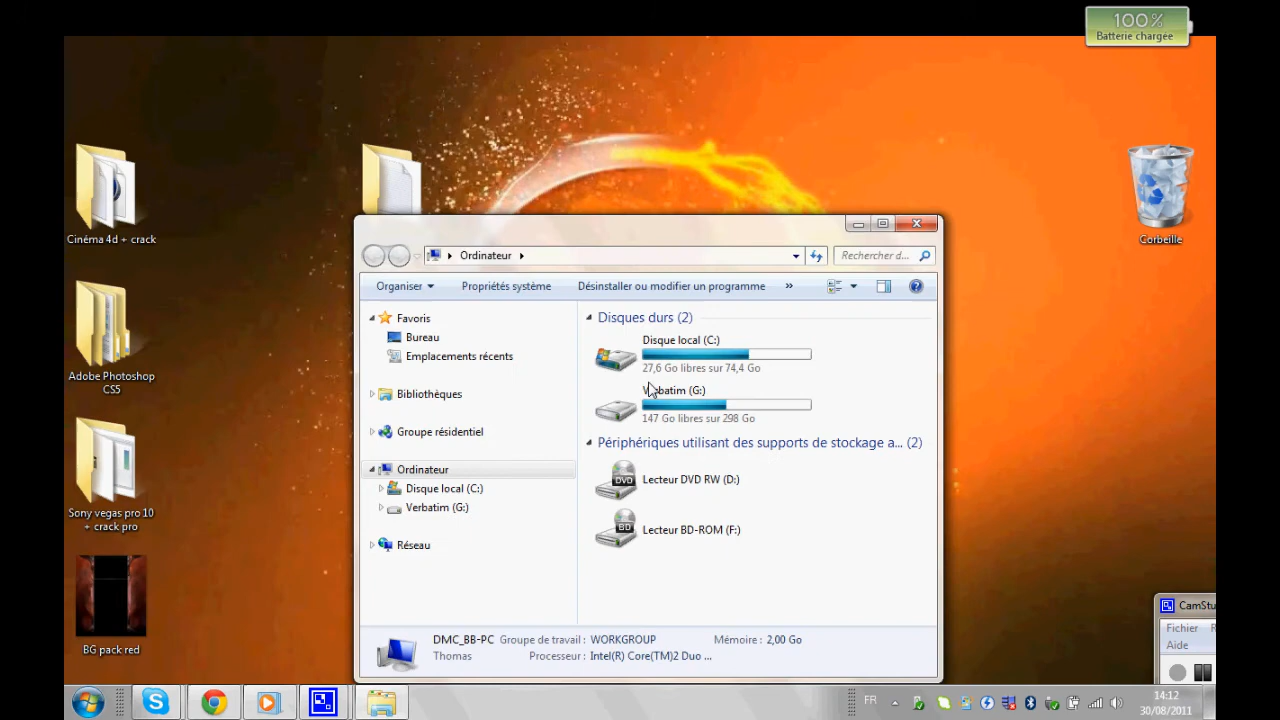 100%
Batterie chargée
Cinéma 4d + crack
Adobe Photoshop
CS5
Sony vegas pro 10
+ crack pro
BG pack red
Corbeille
Ordinateur
Rechercher d...
Organiser
Propriétés système
Désinstaller ou modifier un programme
»
Favoris
Bureau
Emplacements récents
Bibliothèques
Groupe résidentiel
Ordinateur
Disque local (C:)
Verbatim (G:)
Réseau
Disques durs (2)
Disque local (C:)
27,6 Go libres sur 74,4 Go
Verbatim (G:)
147 Go libres sur 298 Go
Périphériques utilisant des supports de stockage a... (2)
DVD
Lecteur DVD RW (D:)
BD
Lecteur BD-ROM (F:)
DMC_BB-PC Groupe de travail : WORKGROUP Mémoire : 2,00 Go
Thomas Processeur : Intel(R) Core(TM)2 Duo ...
CamStu
Fichier
Aide
FR
14:12
30/08/2011